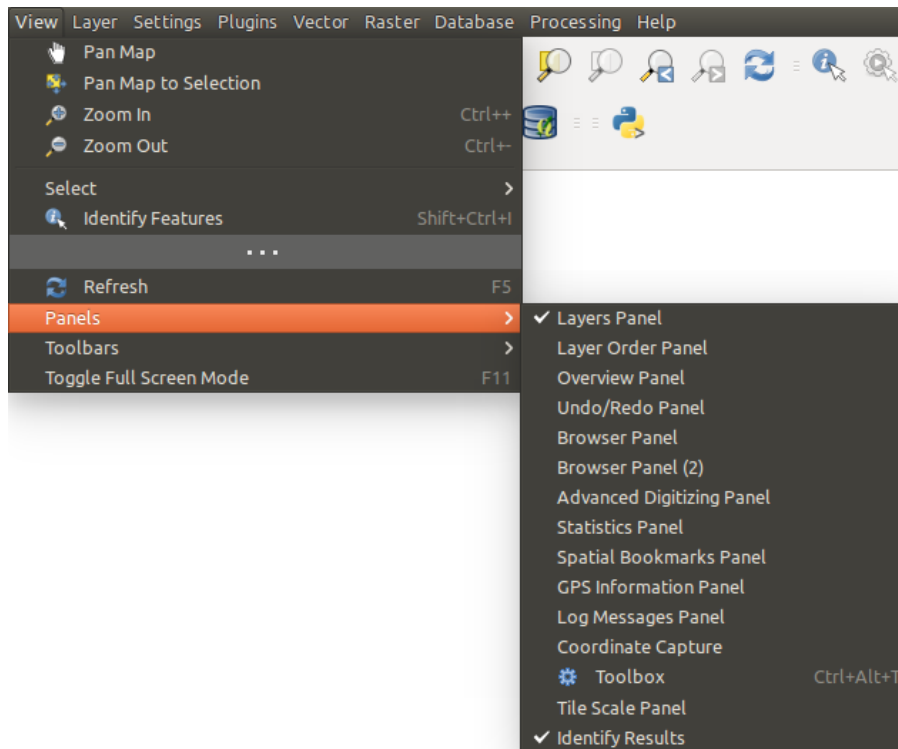 View Layer Settings Plugins Vector Raster Database Processing Help
Pan Map
Pan Map to Selection
Zoom In Ctrl++
Zoom Out Ctrl+-
Select
Identify Features Shift+Ctrl+I
...
Refresh F5
Panels
Toolbars
Toggle Full Screen Mode F11
Layers Panel
Layer Order Panel
Overview Panel
Undo/Redo Panel
Browser Panel
Browser Panel (2)
Advanced Digitizing Panel
Statistics Panel
Spatial Bookmarks Panel
GPS Information Panel
Log Messages Panel
Coordinate Capture
Toolbox Ctrl+Alt+T
Tile Scale Panel
Identify Results